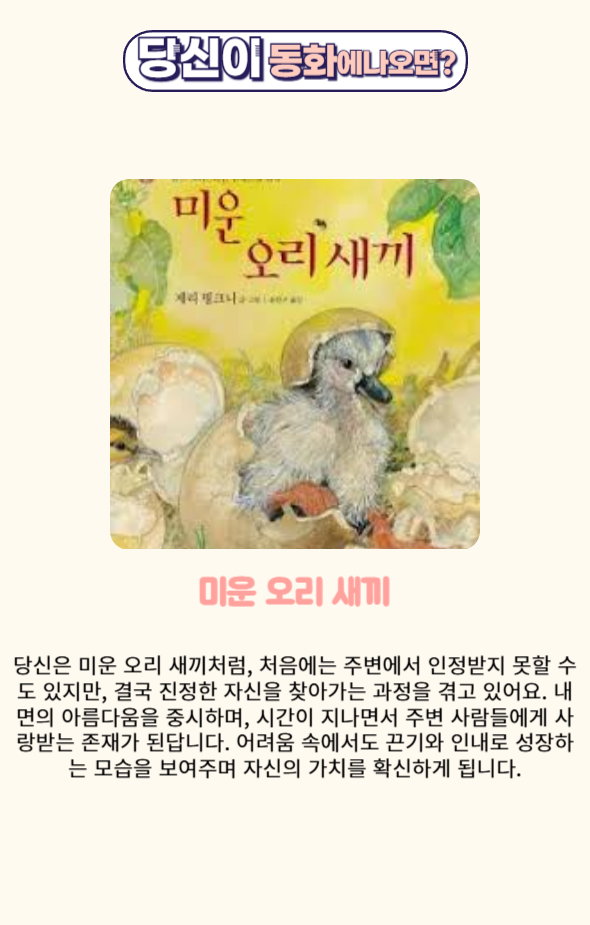 당신이 동화에나오면?
미운
오리 새끼
제리 핑크니
미운 오리 새끼
당신은 미운 오리 새끼처럼, 처음에는 주변에서 인정받지 못할 수
도 있지만, 결국 진정한 자신을 찾아가는 과정을 겪고 있어요. 내
면의 아름다움을 중시하며, 시간이 지나면서 주변 사람들에게 사
랑받는 존재가 된답니다. 어려움 속에서도 끈기와 인내로 성장하
는 모습을 보여주며 자신의 가치를 확신하게 됩니다.